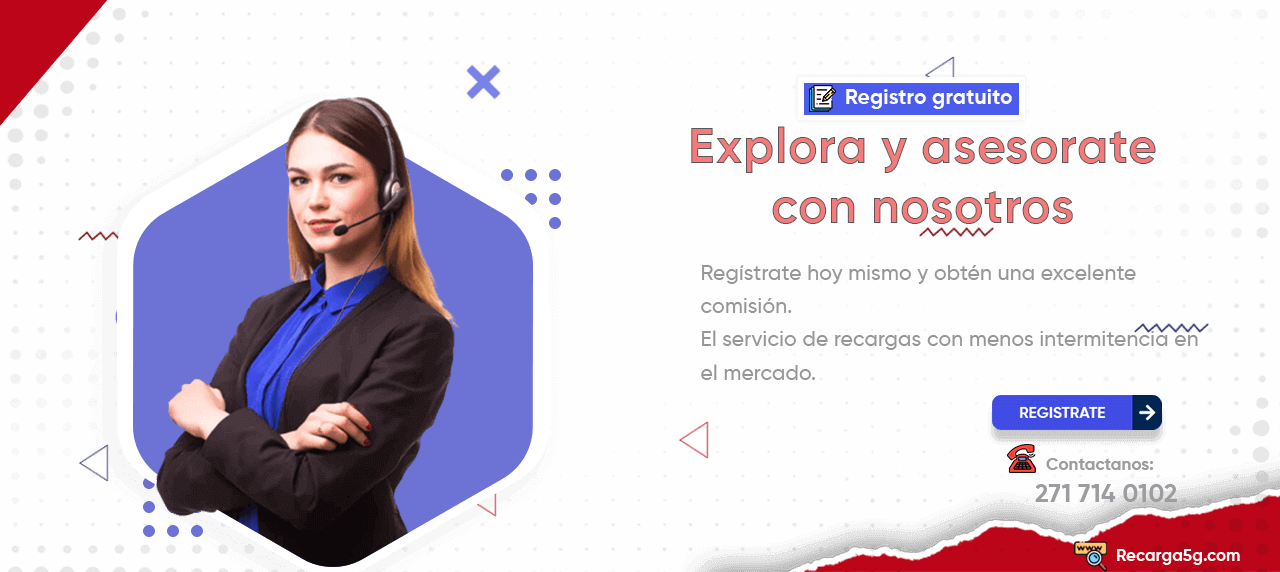 Registro gratuito
Explora y asesorate
con nosotros
Regístrate hoy mismo y obtén una excelente
comisión.
El servicio de recargas con menos intermitencia en
el mercado.
REGISTRATE
Contactanos:
271 714 0102
www
Recarga5g.com